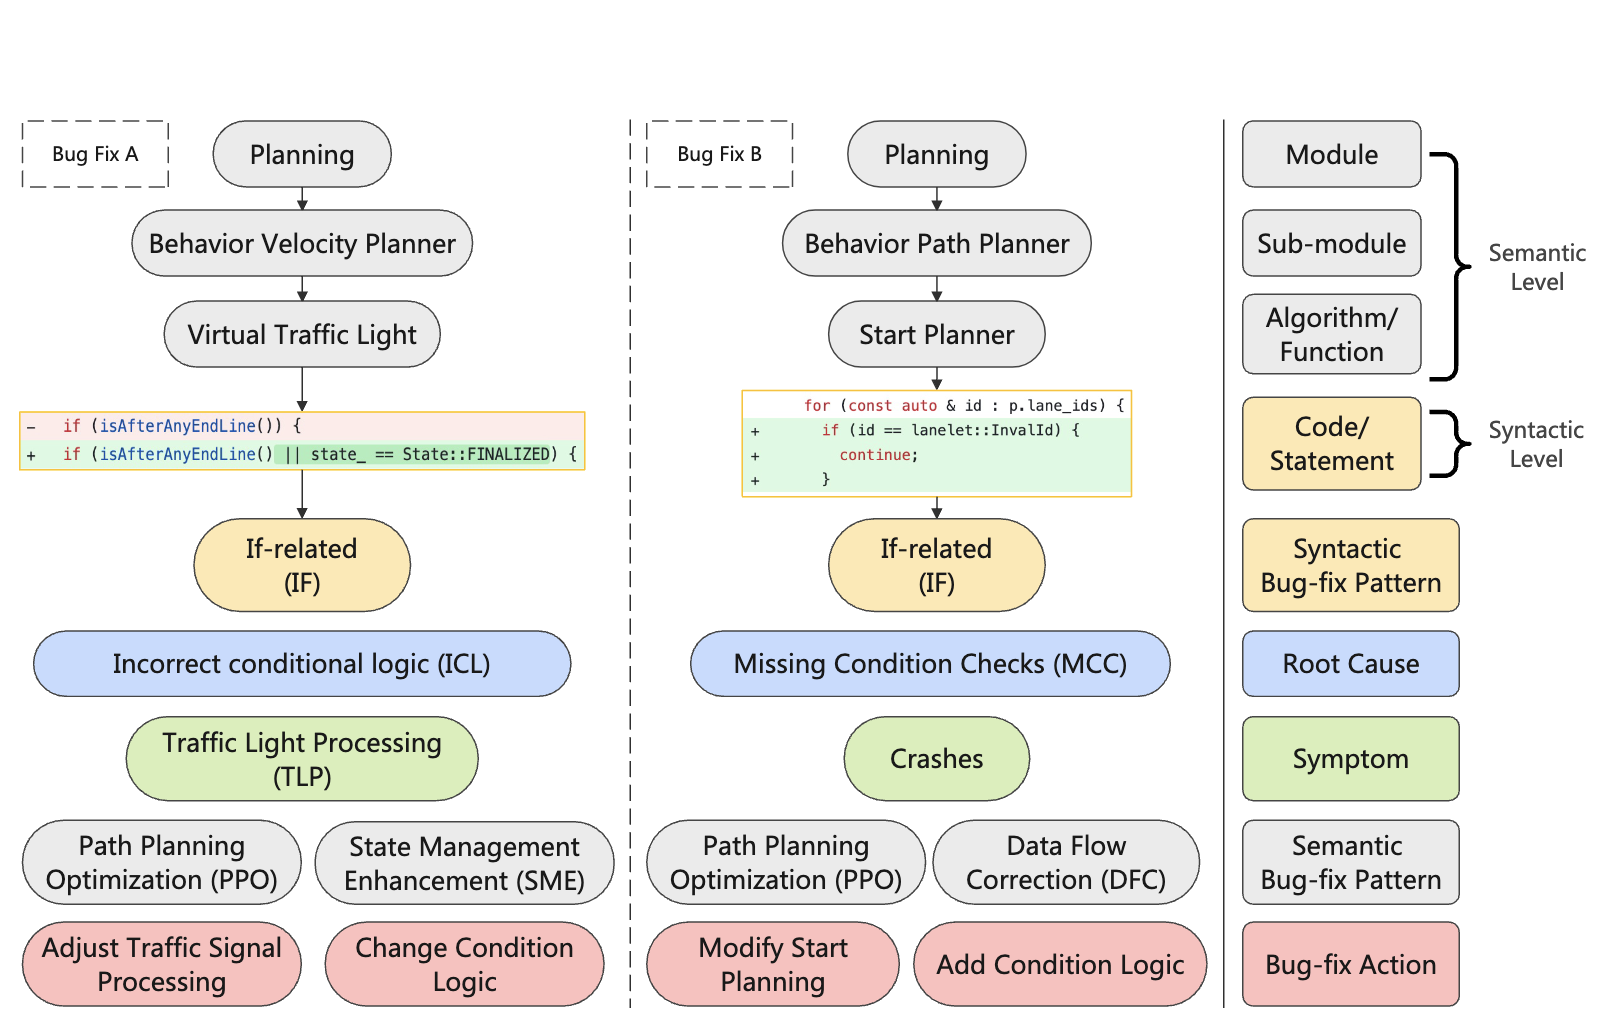 Bug Fix A
Planning
Behavior Velocity Planner
Virtual Traffic Light
- if (isAfterAnyEndLine()) {
+ if (isAfterAnyEndLine() || state_ == State::FINALIZED) {
If-related
(IF)
Incorrect conditional logic (ICL)
Traffic Light Processing
(TLP)
Path Planning
Optimization (PPO)
State Management
Enhancement (SME)
Adjust Traffic Signal
Processing
Change Condition
Logic
Bug Fix B
Planning
Behavior Path Planner
Start Planner
for (const auto & id : p.lane_ids) {
+ if (id == lanelet::InvalId) {
+ continue;
+ }
If-related
(IF)
Missing Condition Checks (MCC)
Crashes
Path Planning
Optimization (PPO)
Data Flow
Correction (DFC)
Modify Start
Planning
Add Condition Logic
Module
Sub-module
Algorithm/
Function
Semantic
Level
Code/
Statement
Syntactic
Level
Syntactic
Bug-fix Pattern
Root Cause
Symptom
Semantic
Bug-fix Pattern
Bug-fix Action